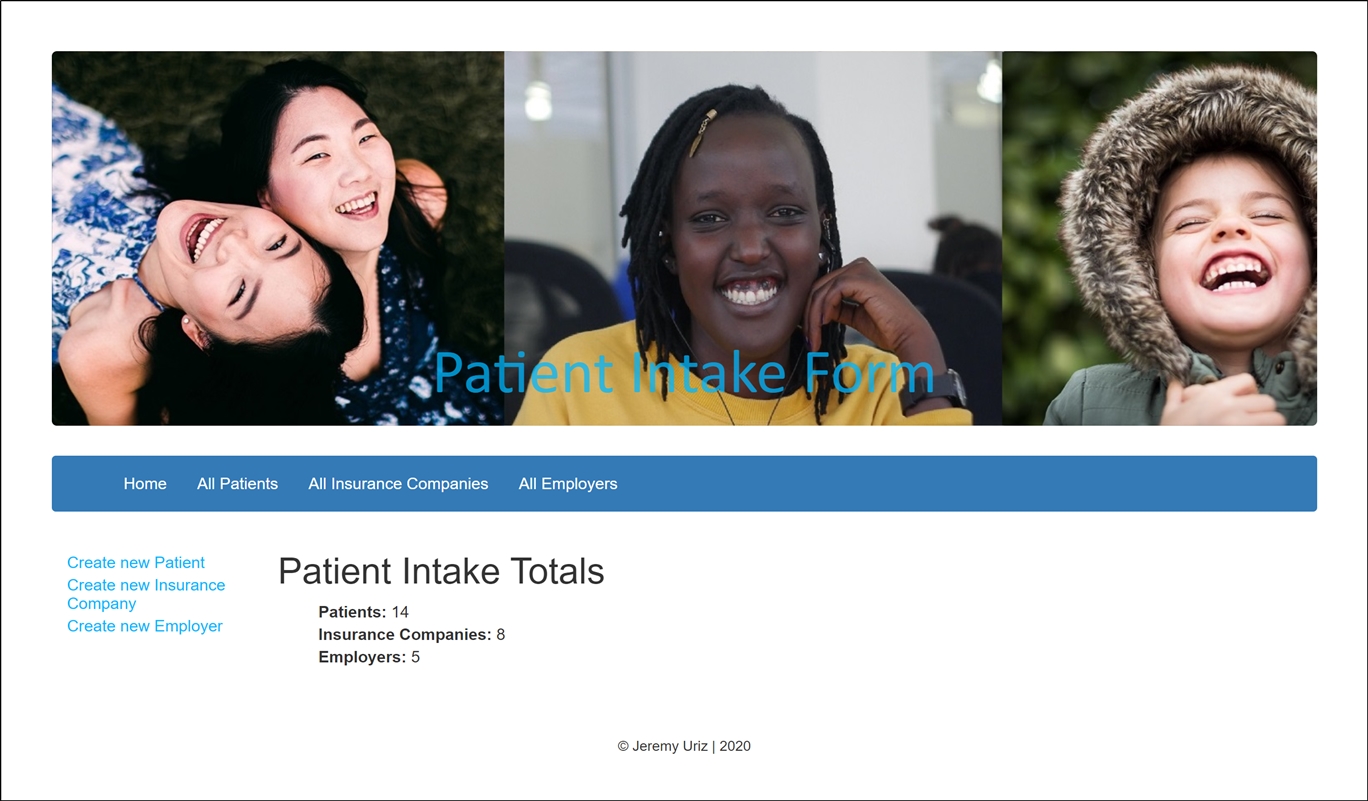 Patient Intake Form
Home All Patients All Insurance Companies All Employers
Create new Patient
Create new Insurance
Company
Create new Employer
Patient Intake Totals
Patients: 14
Insurance Companies: 8
Employers: 5
© Jeremy Uriz | 2020